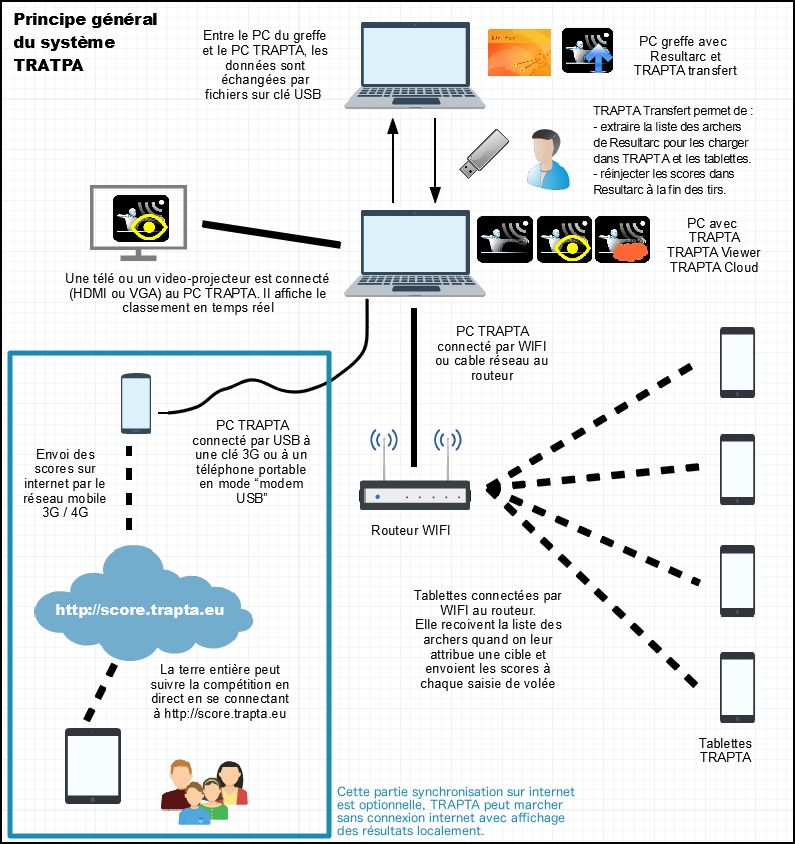 Principe général
du système
TRATPA
Entre le PC du greffe
et le PC TRAPTA, les
données sont
échangées par
fichiers sur clé USB
PC greffe avec
Resultarc et
TRAPTA transfert
TRAPTA Transfert permet de :
- extraire la liste des archers
de Resultarc pour les charger
dans TRAPTA et les tablettes.
- réinjecter les scores dans
Resultarc à la fin des tirs.
PC avec
TRAPTA
TRAPTA Viewer
TRAPTA Cloud
Une télé ou un video-projecteur est connecté
(HDMI ou VGA) au PC TRAPTA. Il affiche le
classement en temps réel
PC TRAPTA
connecté par WIFI
ou cable réseau au
routeur
PC TRAPTA
connecté par USB à
une clé 3G ou à un
téléphone portable
en mode “modem
USB”
Envoi des
scores sur
internet par le
réseau mobile
3G / 4G
Routeur WIFI
http://score.trapta.eu
Tablettes connectées par
WIFI au routeur.
Elle recoivent la liste des
archers quand on leur
attribue une cible et
envoient les scores à
chaque saisie de volée
La terre entière peut
suivre la compétition en
direct en se connectant
à http://score.trapta.eu
Tablettes
TRAPTA
Cette partie synchronisation sur internet
est optionnelle, TRAPTA peut marcher
sans connexion internet avec affichage
des résultats localement.